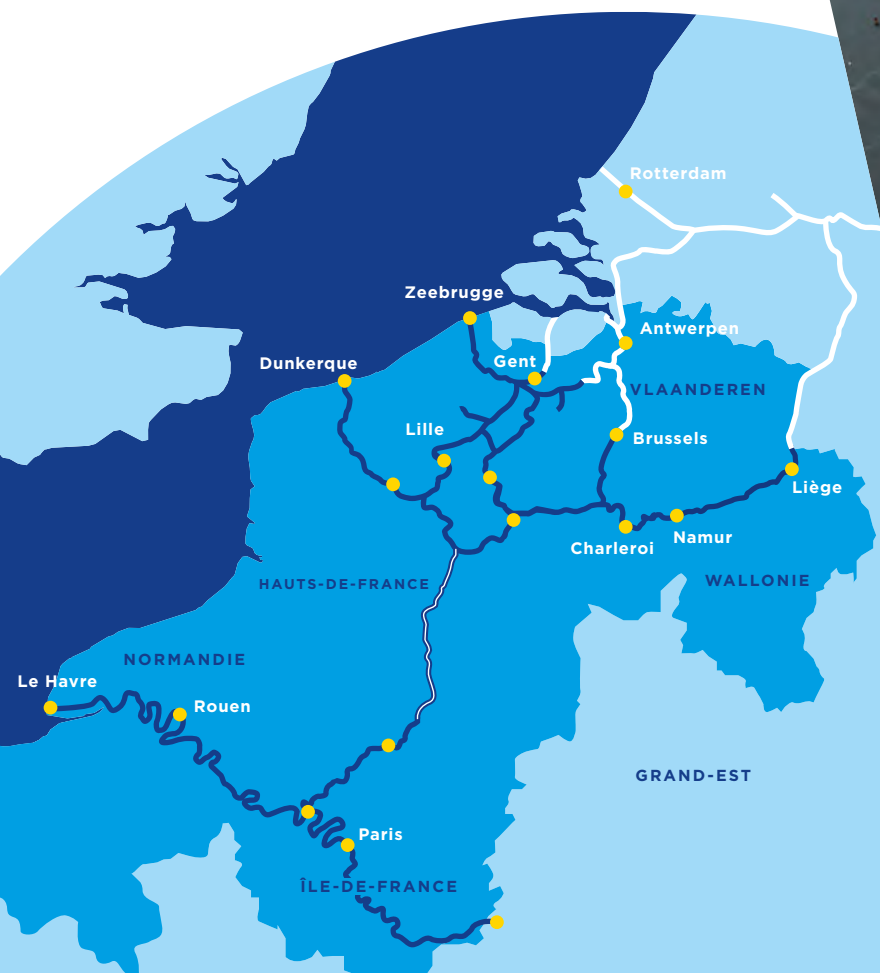 Rotterdam
Zeebrugge
Antwerpen
Dunkerque
Gent
VLAANDEREN
Lille
Brussels
Liège
Charleroi
Namur
HAUTS-DE-FRANCE
WALLONIE
NORMANDIE
Le Havre
Rouen
GRAND-EST
Paris
ÎLE-DE-FRANCE